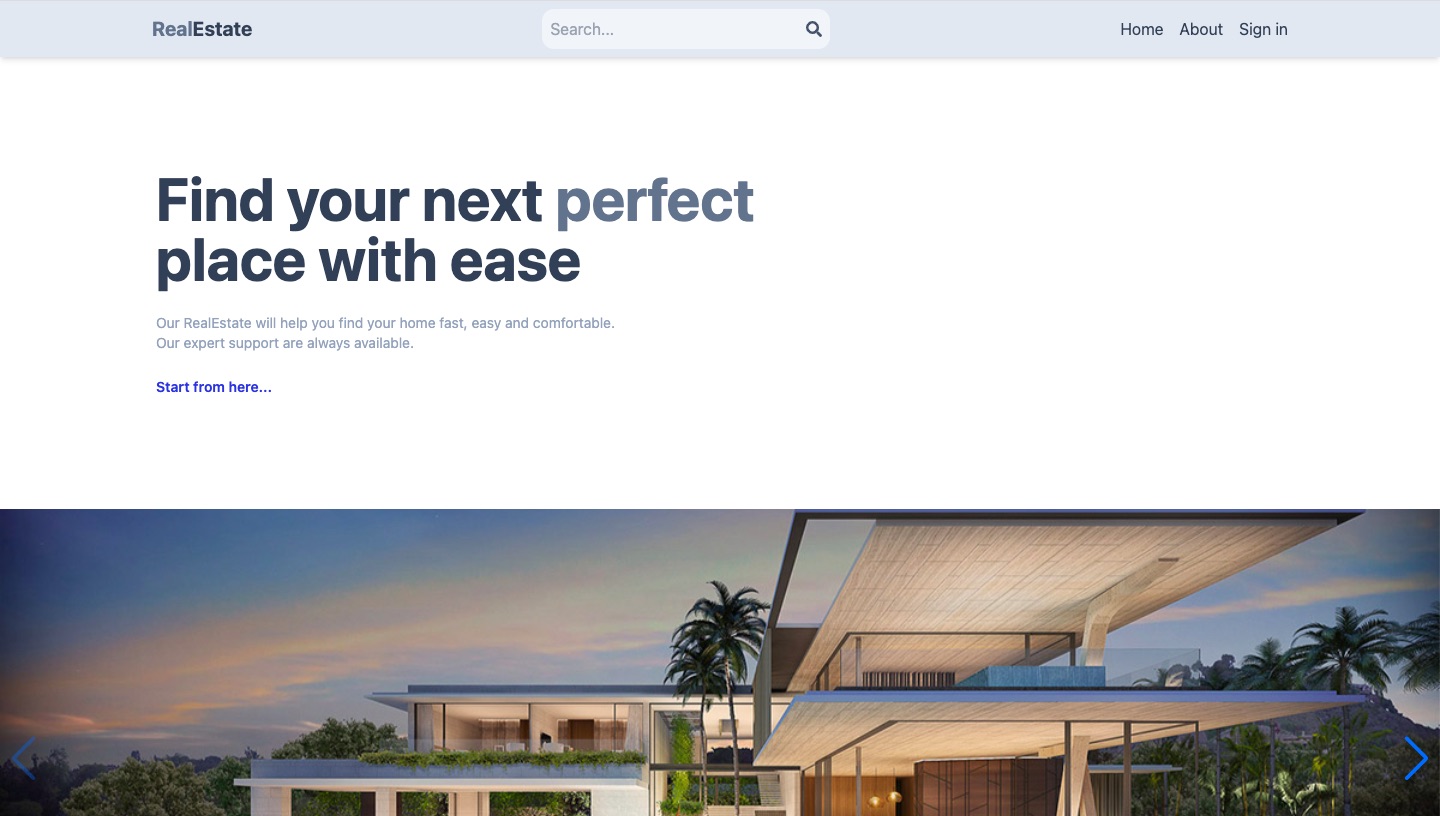 RealEstate
Search...
Home
About
Sign in
Find your next perfect
place with ease
Our RealEstate will help you find your home fast, easy and comfortable.
Our expert support are always available.
Start from here...